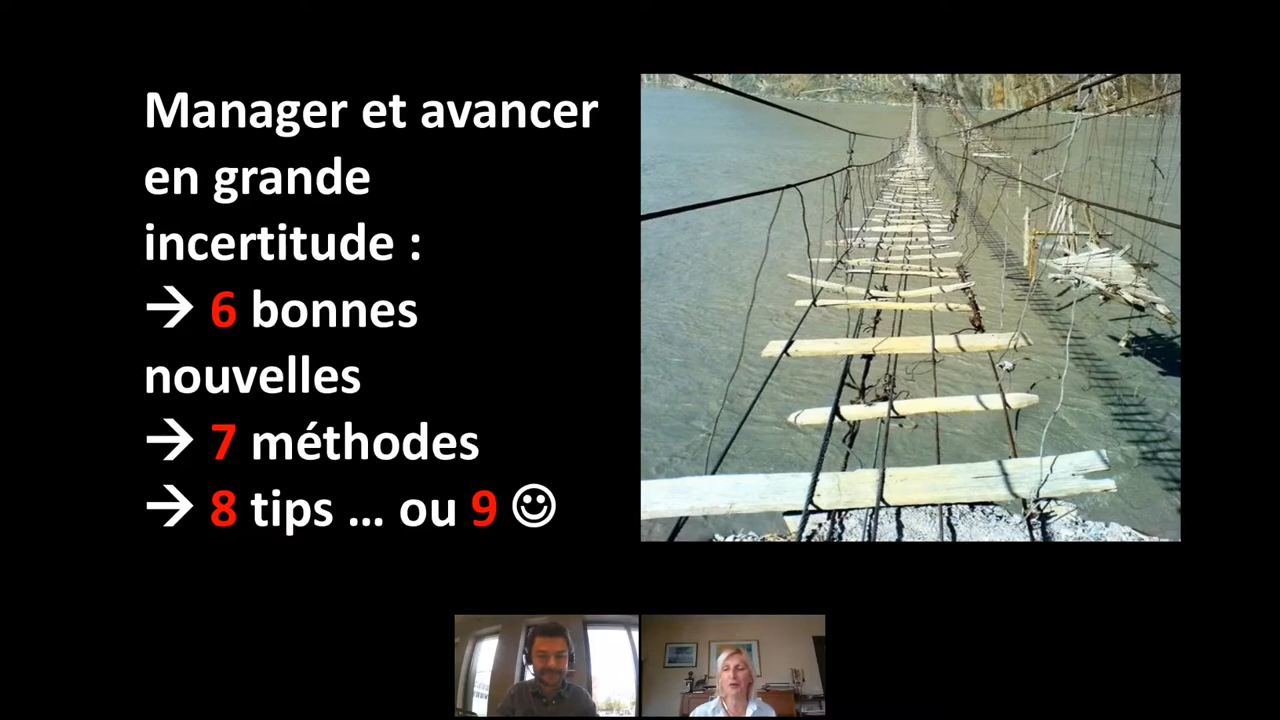 Manager et avancer
en grande
incertitude :
→ 6 bonnes
nouvelles
→ 7 méthodes
→ 8 tips ... ou 9 ☺